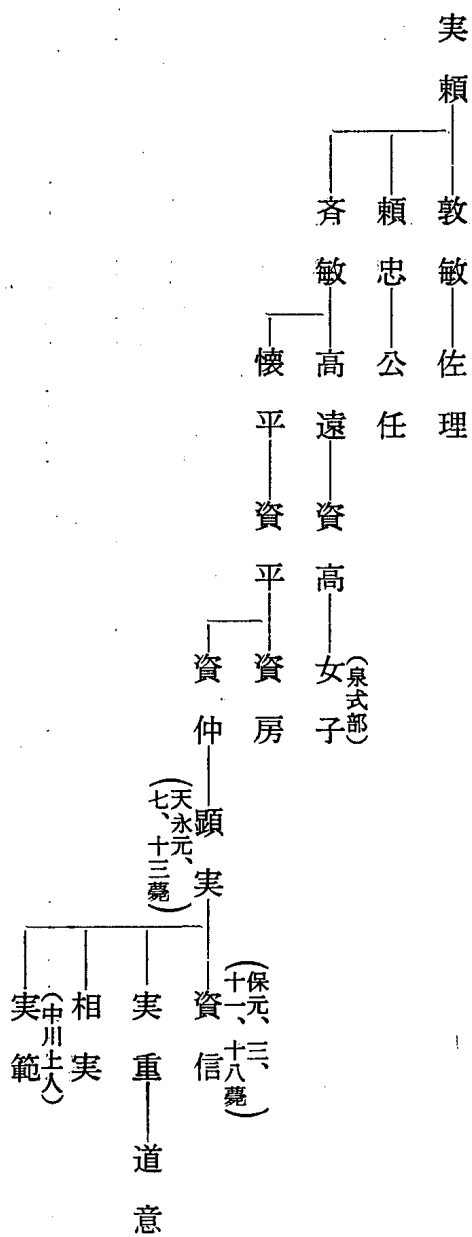 実頼
敦敏 佐理
頼忠 公任
斉敏 高遠 資高 女子
(泉式部)
懐平 資平 資房
資仲 顕実
(天永元、
七、十三薨)
資信
(保元、三、
十一、十八薨)
実重 道意
相実
実範
(中川上人)